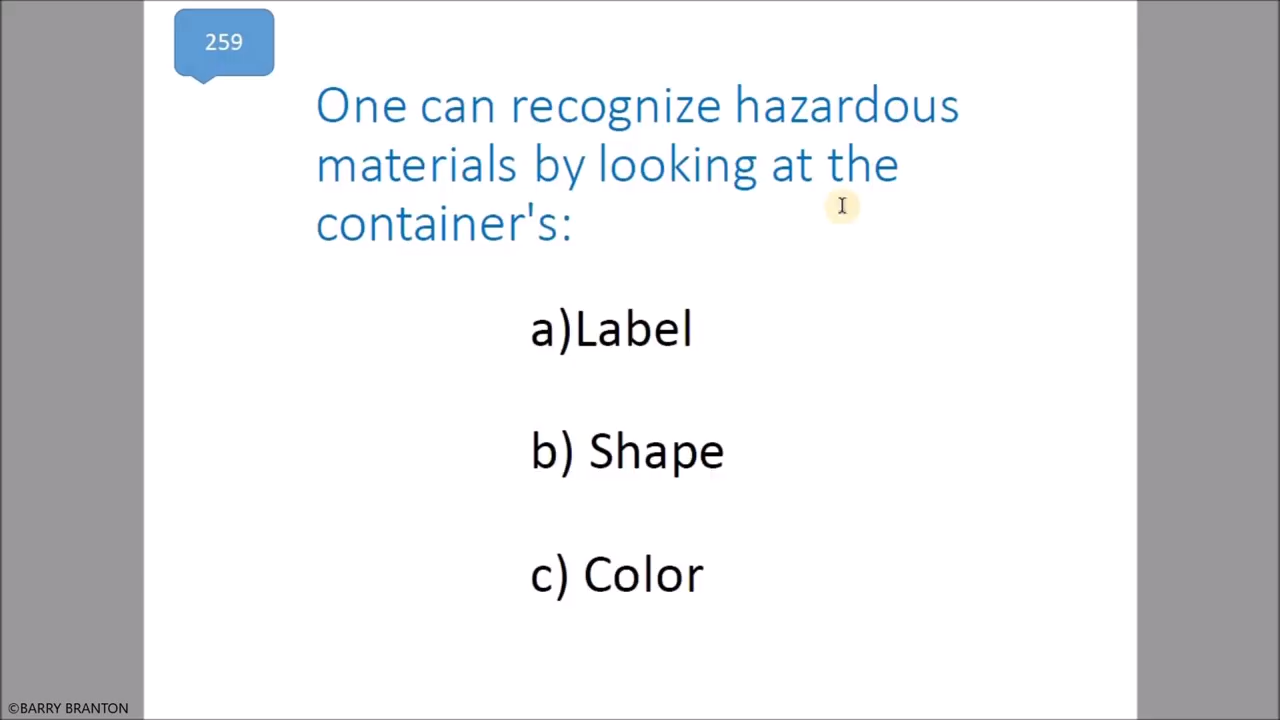 259
One can recognize hazardous
materials by looking at the
container's:
a)Label
b) Shape
c) Color
©BARRY BRANTON